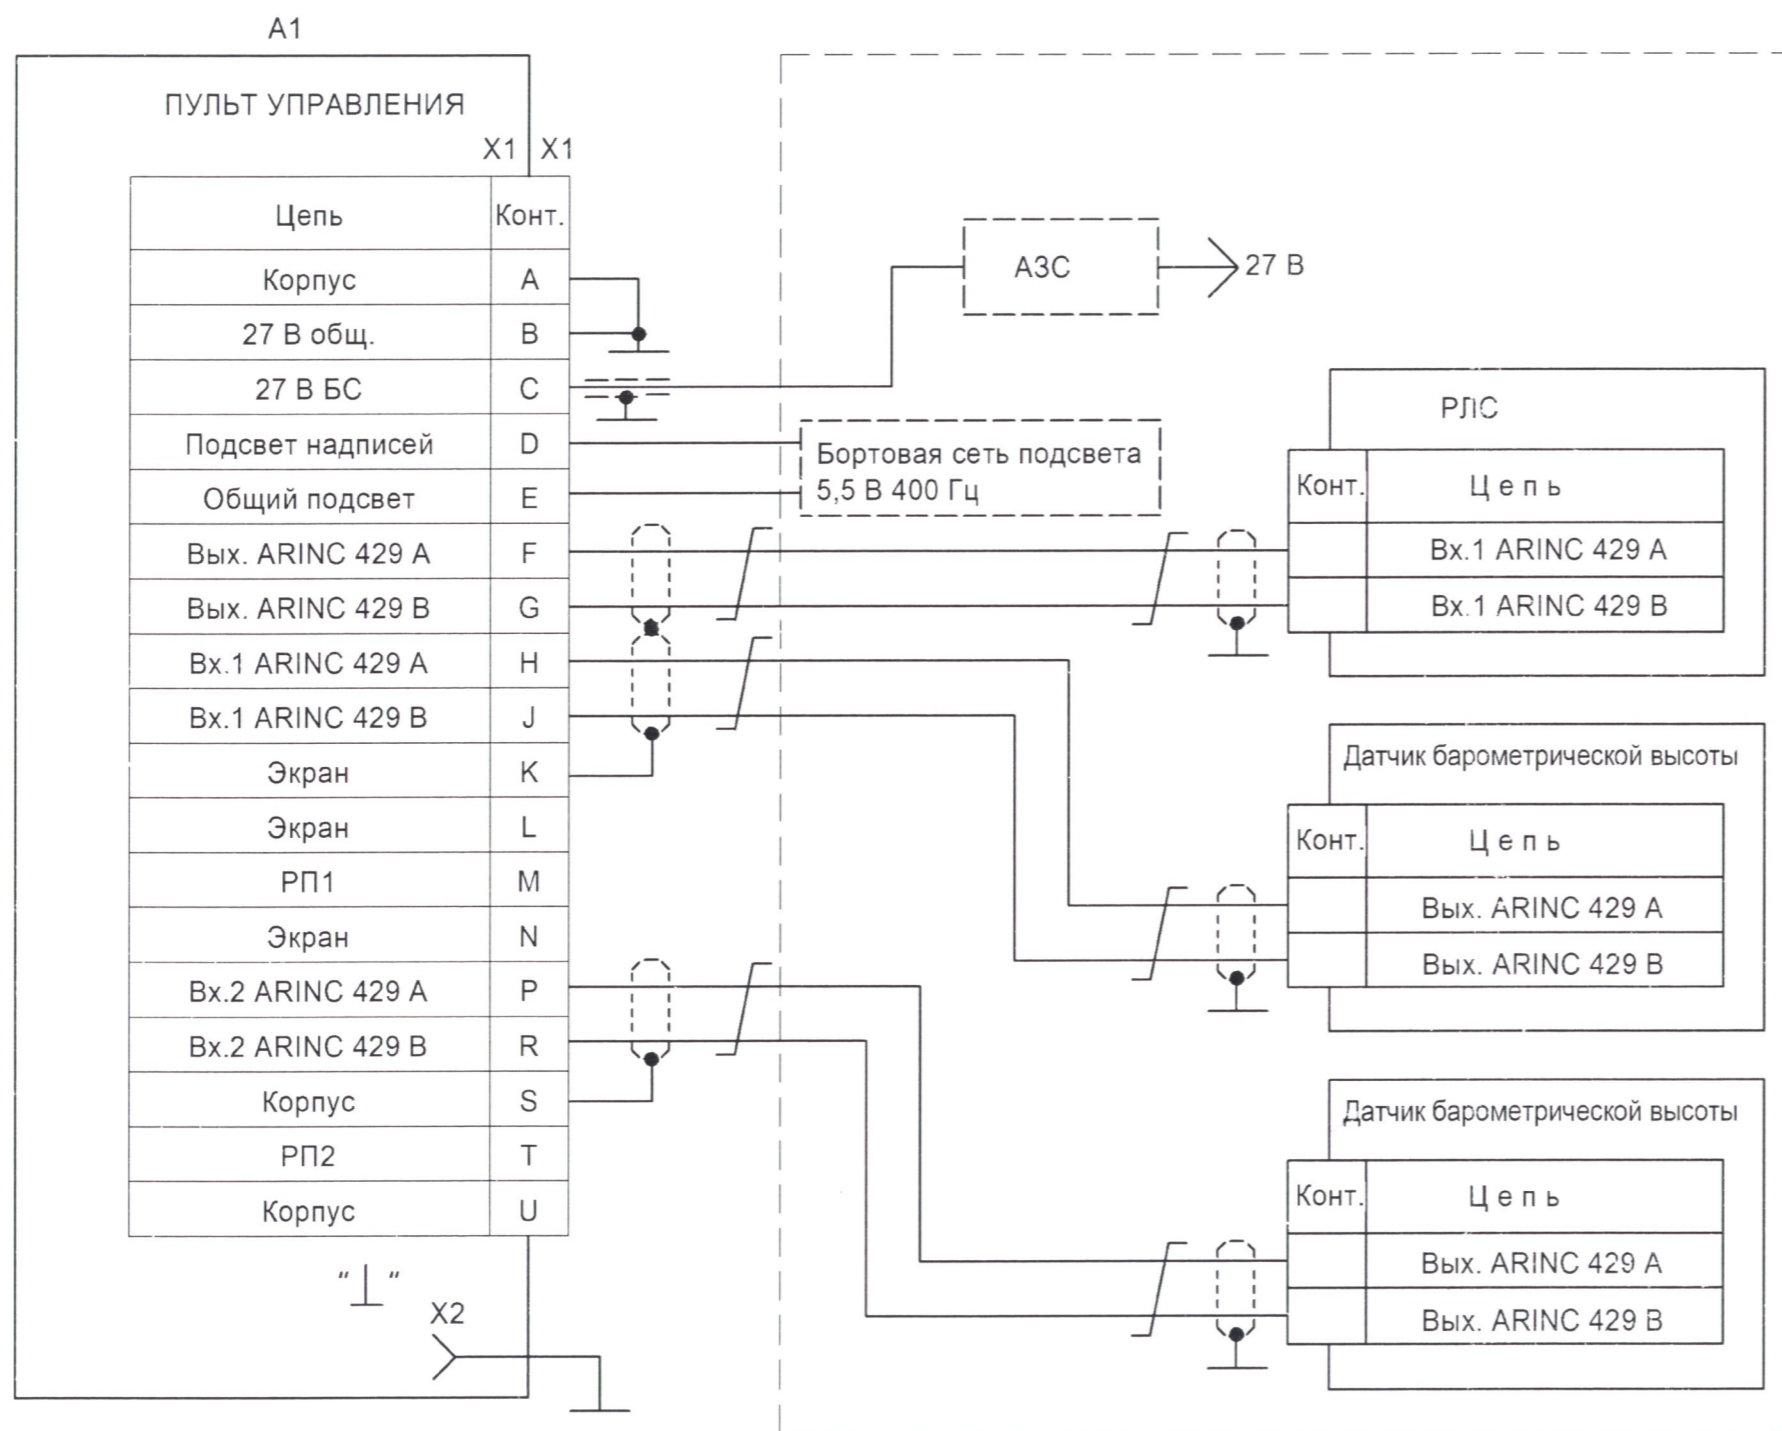 А1
ПУЛЬТ УПРАВЛЕНИЯ
Х1 Х1
Цепь Конт.
Корпус A
27 В общ. B
27 В БС C
Подсвет надписей D
Общий подсвет E
Вых. ARINC 429 A F
Вых. ARINC 429 B G
Вх.1 ARINC 429 A H
Вх.1 ARINC 429 B J
Экран K
Экран L
РП1 M
Экран N
Вх.2 ARINC 429 A P
Вх.2 ARINC 429 B R
Корпус S
РП2 T
Корпус U
"⊥"
Х2
АЗС
27 В
Бортовая сеть подсвета
5,5 В 400 Гц
РЛС
Конт. Цепь
Вх.1 ARINC 429 A
Вх.1 ARINC 429 B
Датчик барометрической высоты
Конт. Цепь
Вых. ARINC 429 A
Вых. ARINC 429 B
Датчик барометрической высоты
Конт. Цепь
Вых. ARINC 429 A
Вых. ARINC 429 B